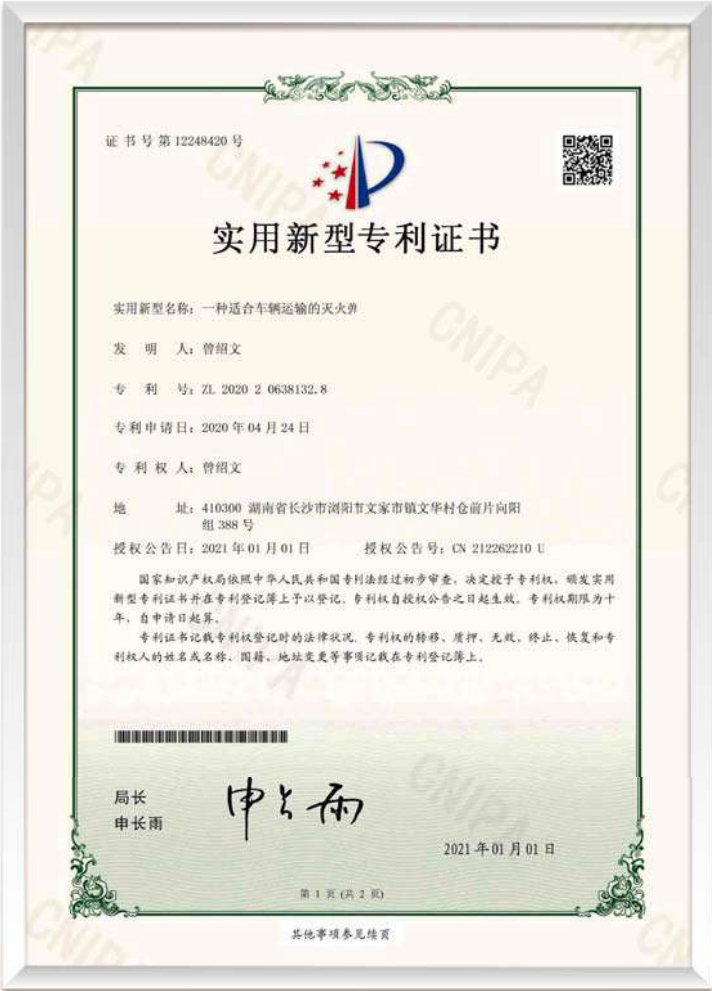 证书号第12248420号
实用新型专利证书
实用新型名称：一种适合车辆运输的灭火弹
发明人：曾绍文
专利号：ZL 2020 2 0638132.8
专利申请日：2020年04月24日
专利权人：曾绍文
地址：410300 湖南省长沙市浏阳市文家市镇文华村仓前片向阳
组388号
授权公告日：2021年01月01日 授权公告号：CN 212262210 U
国家知识产权局依照中华人民共和国专利法经过初步审查，决定授予专利权，颁发实用
新型专利证书并在专利登记簿上予以登记。专利权自授权公告之日起生效。专利权期限为十
年，自申请日起算。
专利证书记载专利权登记时的法律状况。专利权的转移、质押、无效、终止、恢复和专
利权人的姓名或名称、国籍、地址变更等事项记载在专利登记簿上。
局长
申长雨
申长雨
2021年01月01日
第 1 页 (共 2 页)
其他事项参见续页
CNIPA
CNIPA
CNIPA